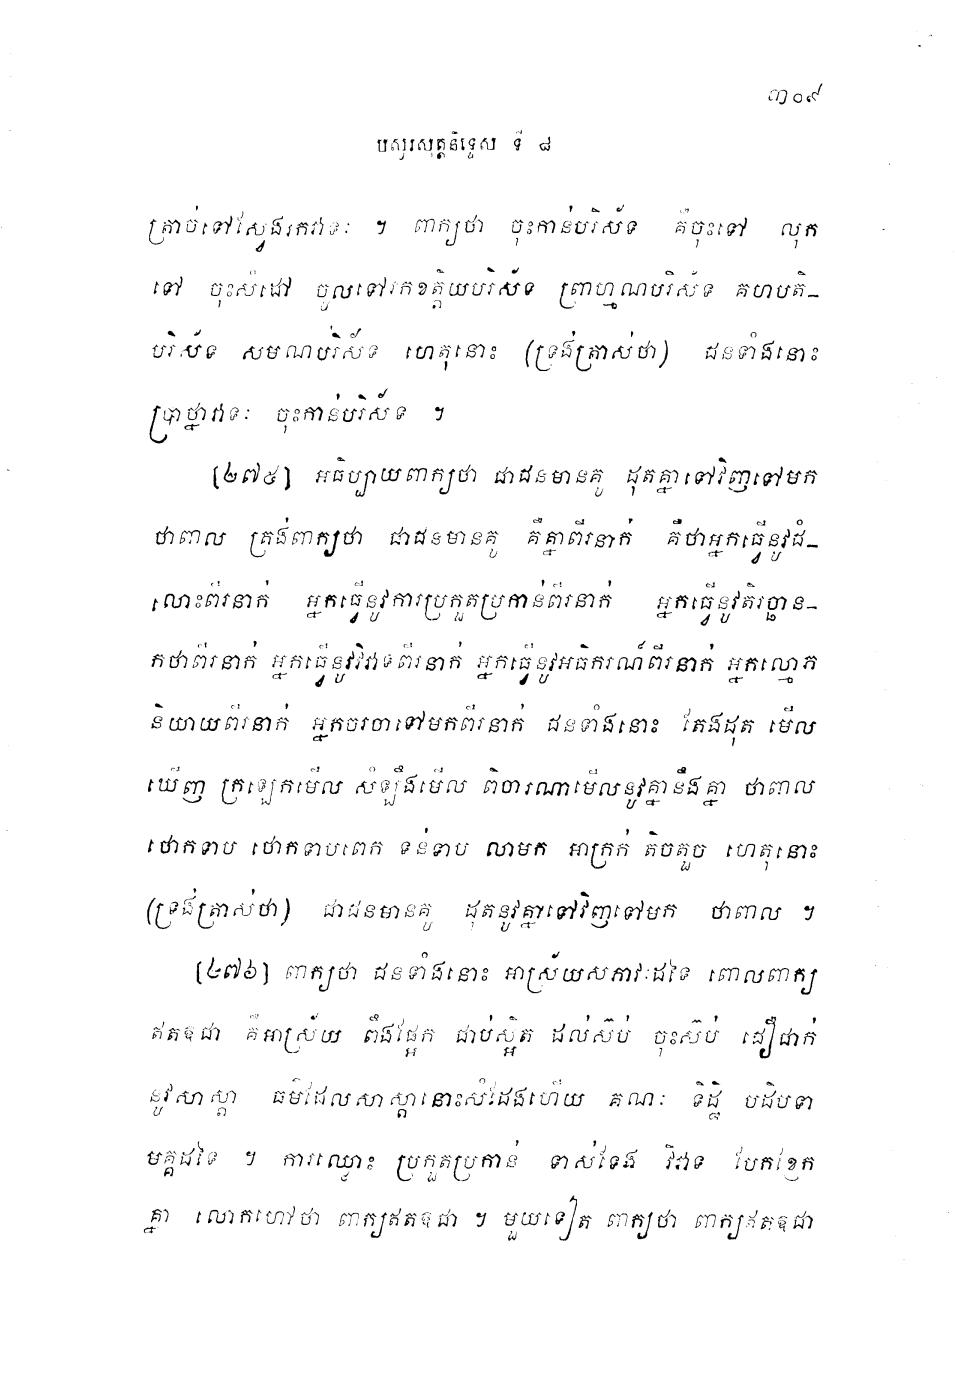 ៣០៩
បសូរសុត្តនិទ្ទេស ទី ៨
ត្រាច់ទៅស្វែងរកវាទៈ ។ ពាក្យថា ចុះកាន់បរិស័ទ គឺចុះទៅ លុក
ទៅ ចុះសំដៅ ចូលទៅរកខត្តិយបរិស័ទ ព្រាហ្មណបរិស័ទ គហបតិ–
បរិស័ទ សមណបរិស័ទ ហេតុនោះ (ទ្រង់ត្រាស់ថា) ជនទាំងនោះ
ប្រាថ្នាវាទៈ ចុះកាន់បរិស័ទ ។
[៤៧៥] អធិប្បាយពាក្យថា ជាជនមានគូ ដុតគ្នាទៅវិញទៅមក
ថាពាល ត្រង់ពាក្យថា ជាជនមានគូ គឺគ្នាពីរនាក់ គឺថាអ្នកធ្វើនូវជំ–
លោះពីរនាក់ អ្នកធ្វើនូវការប្រកួតប្រកាន់ពីរនាក់ អ្នកធ្វើនូវតិរច្ឆាន–
កថាពីរនាក់ អ្នកធ្វើនូវវិវាទពីរនាក់ អ្នកធ្វើនូវអធិករណ៍ពីរនាក់ អ្នកល្មោភ
និយាយពីរនាក់ អ្នកចរចាទៅមកពីរនាក់ ជនទាំងនោះ តែងដុត មើល
ឃើញ ក្រឡេកមើល សំឡឹងមើល ពិចារណាមើលនូវគ្នានឹងគ្នា ថាពាល
ថោកទាប ថោកទាបពេក ទន់ទាប លាមក អាក្រក់ តិចតួច ហេតុនោះ
(ទ្រង់ត្រាស់ថា) ជាជនមានគូ ដុតនូវគ្នាទៅវិញទៅមក ថាពាល ។
[៤៧៦] ពាក្យថា ជនទាំងនោះ អាស្រ័យសភាវៈដទៃ ពោលពាក្យ
ឥតឧជា គឺអាស្រ័យ ពឹងផ្អែក ជាប់ស្អិត ដល់ស៊ប់ ចុះស៊ប់ ជឿជាក់
នូវសាស្តា ធម៌ដែលសាស្តានោះសំដែងហើយ គណៈ ទិដ្ឋិ បដិបទា
មគ្គដទៃ ។ ការឈ្លោះ ប្រកួតប្រកាន់ ទាស់ទែង វិវាទ បែកខ្ញែក
គ្នា លោកហៅថា ពាក្យឥតឧជា ។ មួយទៀត ពាក្យថា ពាក្យឥតឧជា